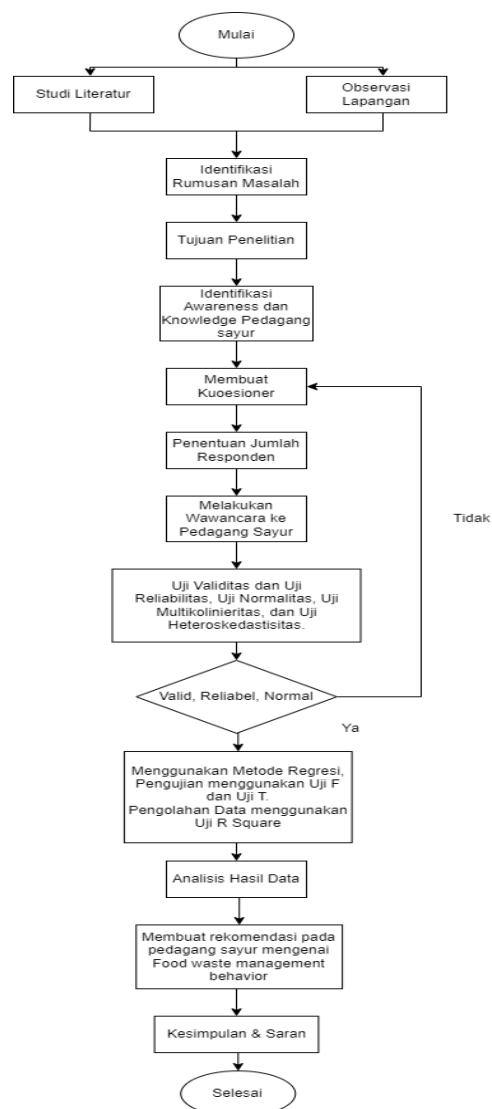 Mulai
Studi Literatur
Observasi
Lapangan
Identifikasi
Rumusan Masalah
Tujuan Penelitian
Identifikasi
Awareness dan
Knowledge Pedagang
sayur
Membuat
Kuoesioner
Penentuan Jumlah
Responden
Melakukan
Wawancara ke
Pedagang Sayur
Tidak
Uji Validitas dan Uji
Reliabilitas, Uji Normalitas, Uji
Multikolinieritas, dan Uji
Heteroskedastisitas.
Valid, Reliabel, Normal
Ya
Menggunakan Metode Regresi,
Pengujian menggunakan Uji F
dan Uji T.
Pengolahan Data menggunakan
Uji R Square
Analisis Hasil Data
Membuat rekomendasi pada
pedagang sayur mengenai
Food waste management
behavior
Kesimpulan & Saran
Selesai